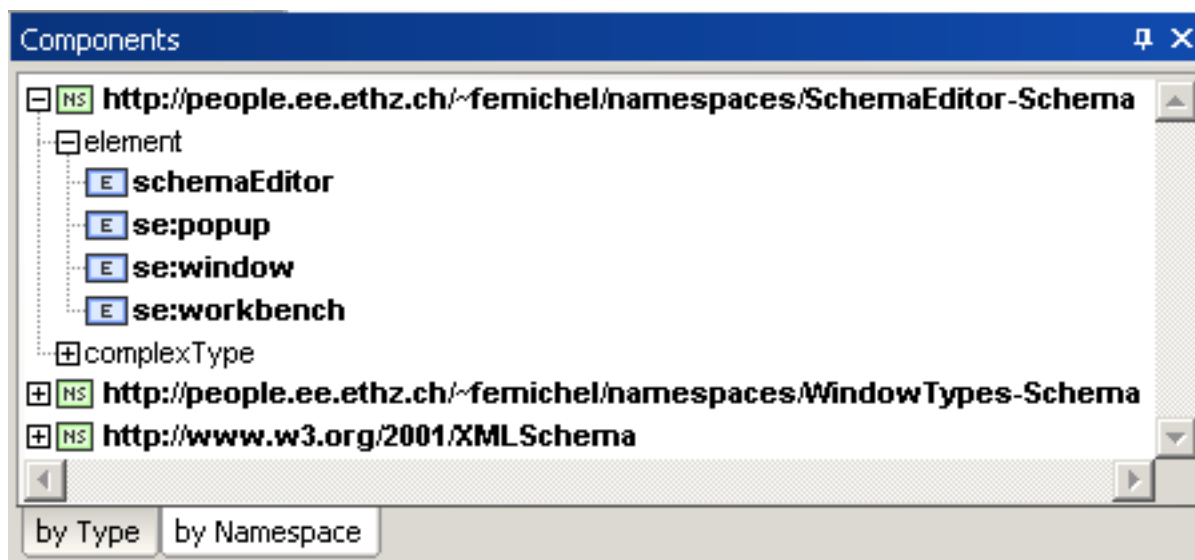 Components
NS http://people.ee.ethz.ch/~femichel/namespaces/SchemaEditor-Schema
element
E schemaEditor
E se:popup
E se:window
E se:workbench
complexType
NS http://people.ee.ethz.ch/~femichel/namespaces/WindowTypes-Schema
NS http://www.w3.org/2001/XMLSchema
by Type by Namespace